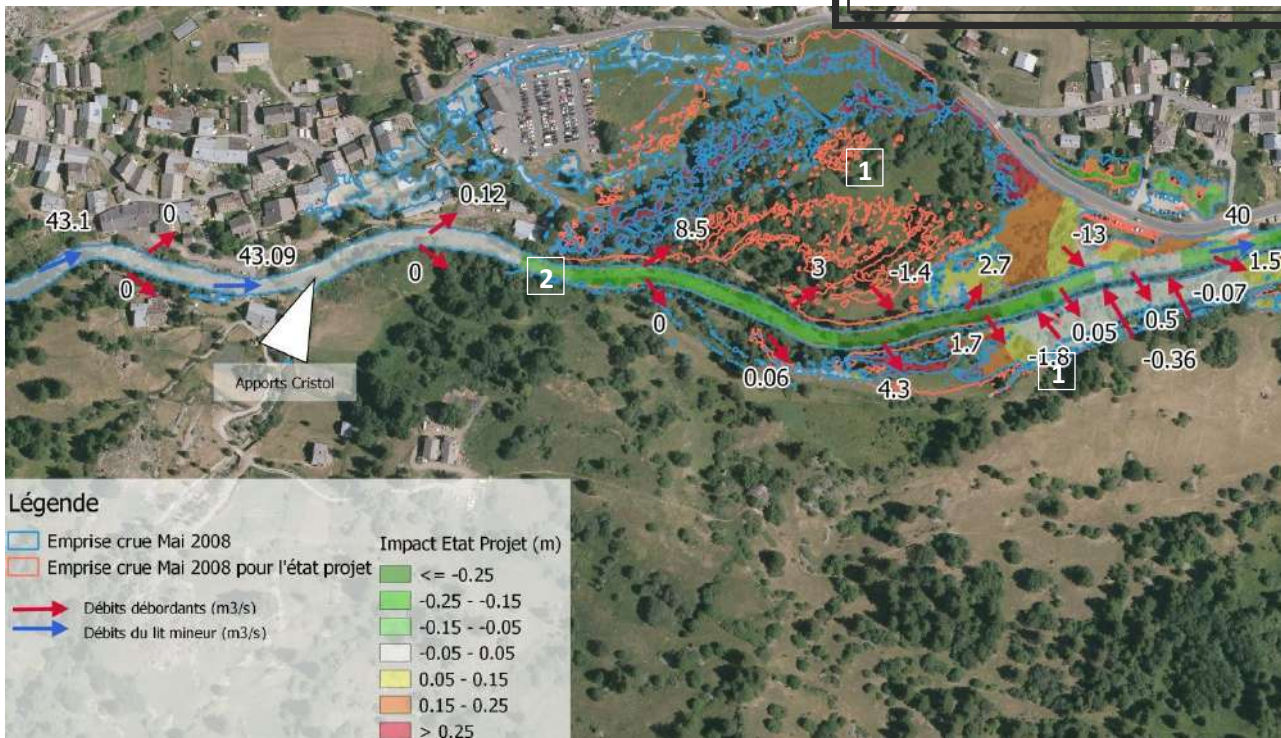 1
0.12
43.1
0
8.5
40
-13
43.09
0
2
3
-1.4
2.7
1.5
0
0
-0.07
0.5
0.05
1.7
-1.8
-0.36
1
0.06
4.3
Apports Cristol
Légende
Emprise crue Mai 2008
Emprise crue Mai 2008 pour l'état projet
Débits débordants (m3/s)
Débits du lit mineur (m3/s)
Impact Etat Projet (m)
<= -0.25
-0.25 - -0.15
-0.15 - -0.05
-0.05 - 0.05
0.05 - 0.15
0.15 - 0.25
> 0.25